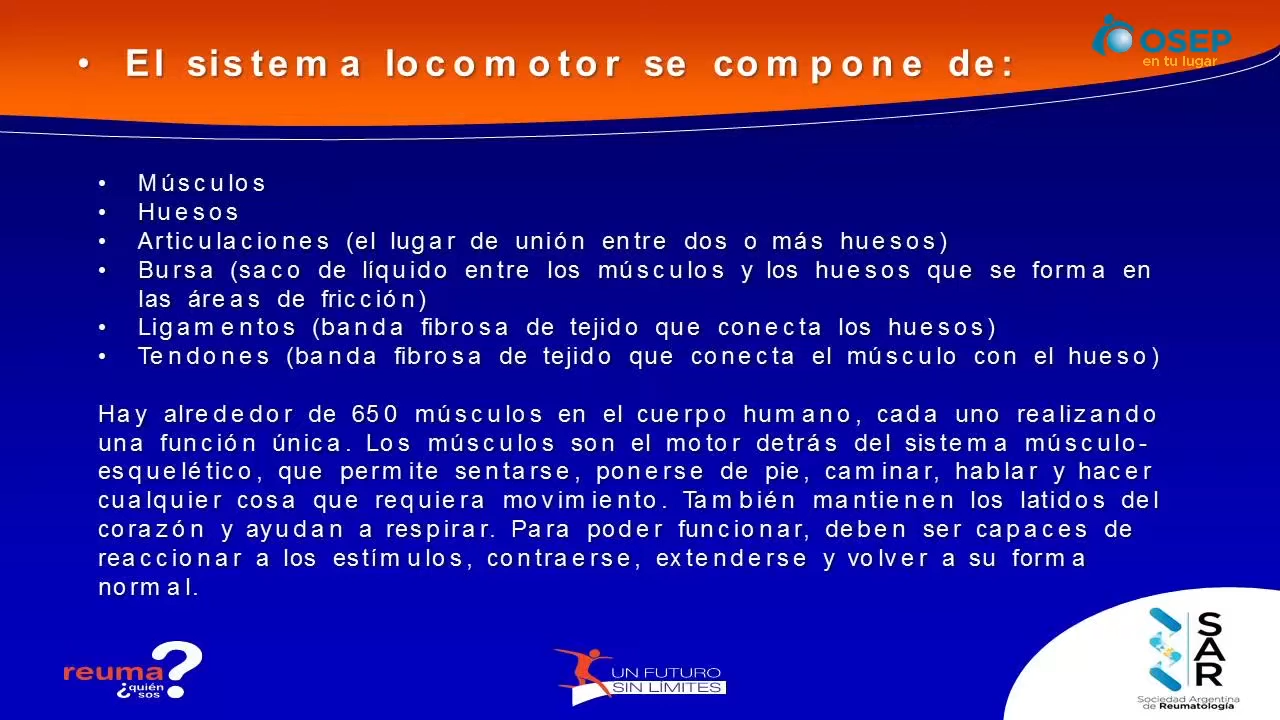 • El sistema locomotor se compone de:
OSEP
en tu lugar
• Músculos
• Huesos
• Articulaciones (el lugar de unión entre dos o más huesos)
• Bursa (saco de líquido entre los músculos y los huesos que se forma en
las áreas de fricción)
• Ligamentos (banda fibrosa de tejido que conecta los huesos)
• Tendones (banda fibrosa de tejido que conecta el músculo con el hueso)
Hay alrededor de 650 músculos en el cuerpo humano, cada uno realizando
una función única. Los músculos son el motor detrás del sistema músculo-
esquelético, que permite sentarse, ponerse de pie, caminar, hablar y hacer
cualquier cosa que requiera movimiento. También mantienen los latidos del
corazón y ayudan a respirar. Para poder funcionar, deben ser capaces de
reaccionar a los estímulos, contraerse, extenderse y volver a su forma
normal.
reuma?
¿quién
sos
UN FUTURO
SIN LÍMITES
S
A
R
Sociedad Argentina
de Reumatología